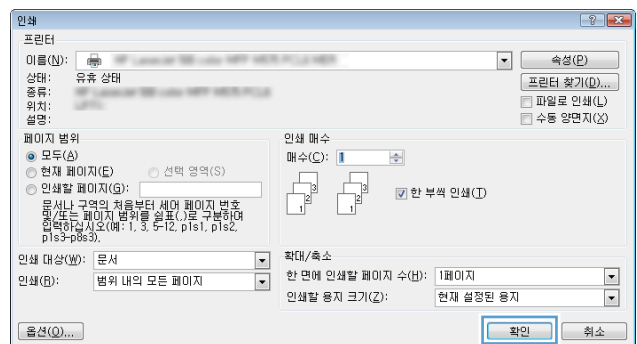 인쇄
프린터
이름(N):
속성(P)
상태: 유휴 상태
프린터 찾기(D)...
종류:
위치:
파일로 인쇄(L)
설명:
수동 양면지(X)
페이지 범위
모두(A)
현재 페이지(E) 선택 영역(S)
인쇄할 페이지(G):
문서나 구역의 처음부터 세어 페이지 번호
및/또는 페이지 범위를 쉼표(,)로 구분하여
입력하십시오(예: 1, 3, 5-12, p1s1, p1s2,
p1s3-p8s3).
인쇄 매수
매수(C): 1
3 3
2 2
1 1
한 부씩 인쇄(T)
인쇄 대상(W): 문서
인쇄(R): 범위 내의 모든 페이지
확대/축소
한 면에 인쇄할 페이지 수(H): 1페이지
인쇄할 용지 크기(Z): 현재 설정된 용지
옵션(O)...
확인 취소